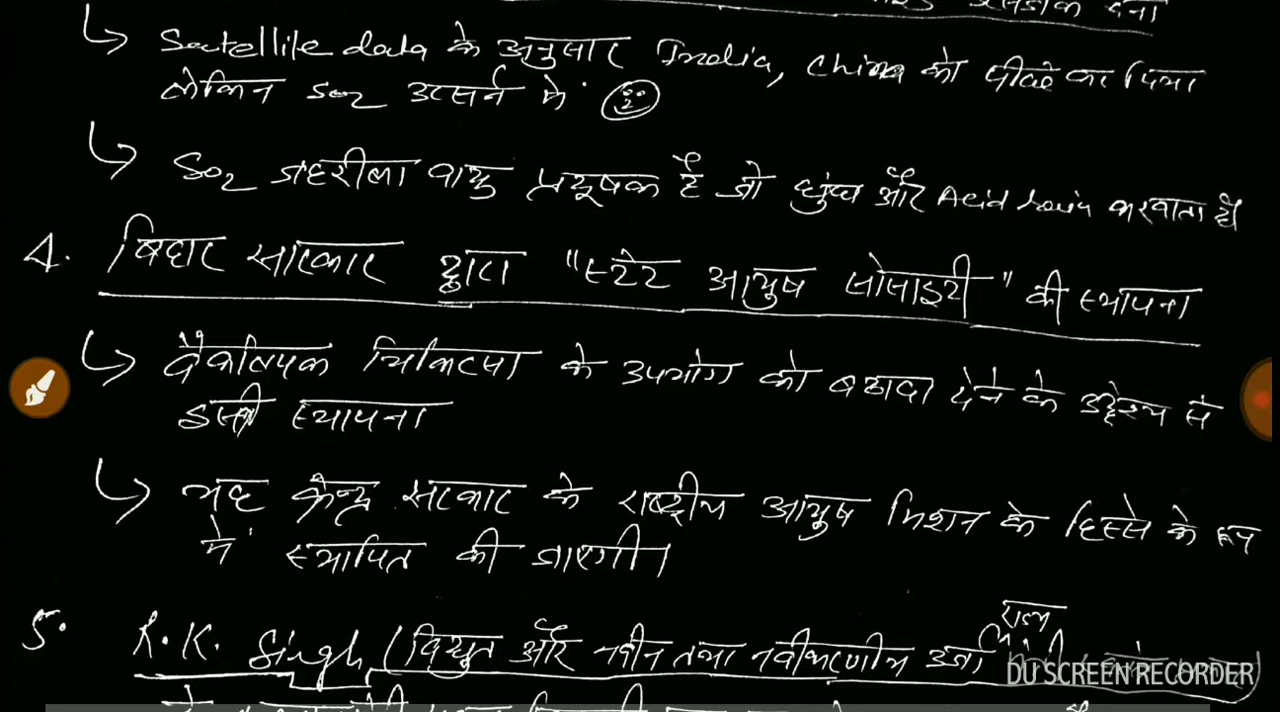 ↳ Satellite data के अनुसार India, China को पीछे कर दिया
लेकिन SO2 उत्सर्न मे
↳ SO2 जहरीला वायु प्रदूषक है जो धुंध और Acid rain करवाता है
4. बिहार सरकार द्वारा "स्टेट आयुष सोसाइटी" की स्थापना
↳ वैकल्पिक चिकित्सा के उपयोग को बढावा देने के उद्देश्य से
इसकी स्थापना
↳ यह केन्द्र सरकार के राष्ट्रीय आयुष मिशन के हिस्से के रूप
मे स्थापित की जाएगी।
राज्य
5. R.K. Singh (विद्युत और नवीन तथा नवीकरणीय उर्जा
DU SCREEN RECORDER